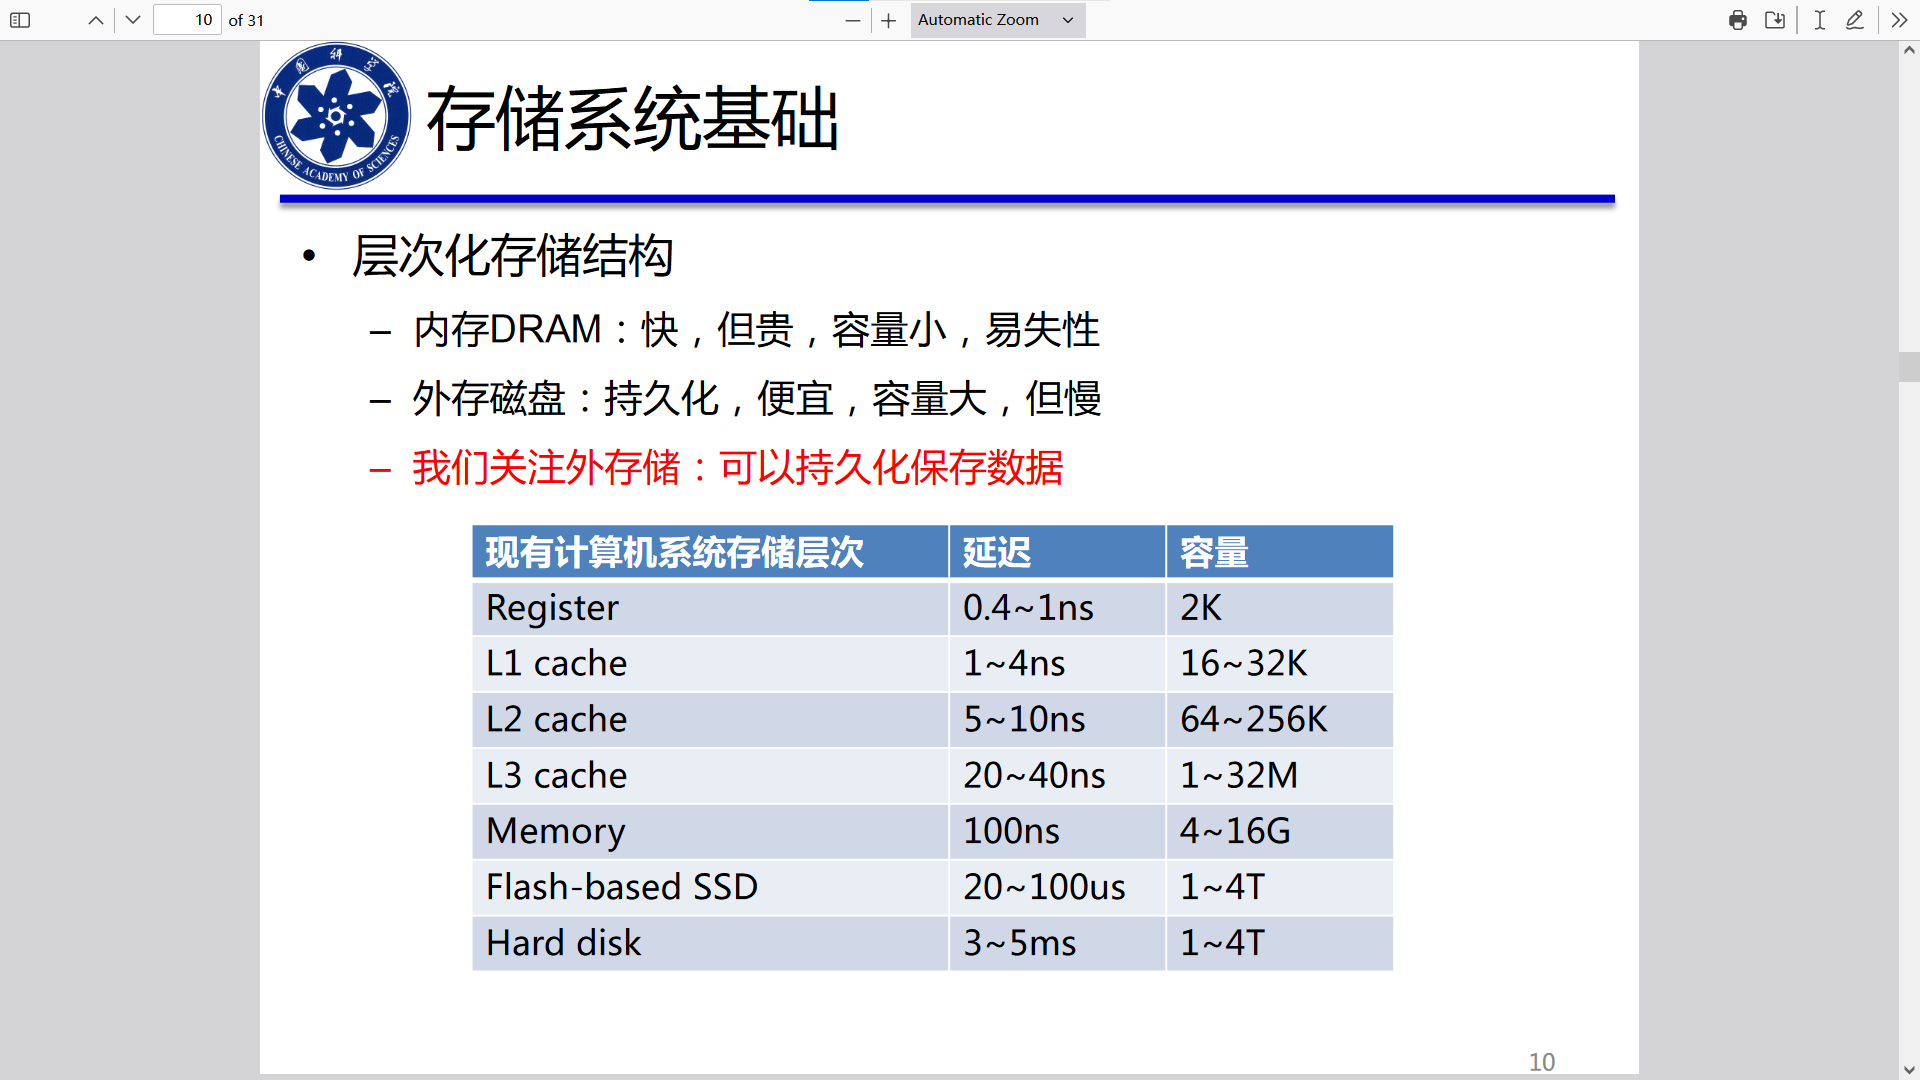 10 of 31
Automatic Zoom
中国科学院
CHINESE ACADEMY OF SCIENCES
存储系统基础
• 层次化存储结构
– 内存DRAM：快，但贵，容量小，易失性
– 外存磁盘：持久化，便宜，容量大，但慢
– 我们关注外存储：可以持久化保存数据
现有计算机系统存储层次 延迟 容量
Register 0.4~1ns 2K
L1 cache 1~4ns 16~32K
L2 cache 5~10ns 64~256K
L3 cache 20~40ns 1~32M
Memory 100ns 4~16G
Flash-based SSD 20~100us 1~4T
Hard disk 3~5ms 1~4T
10